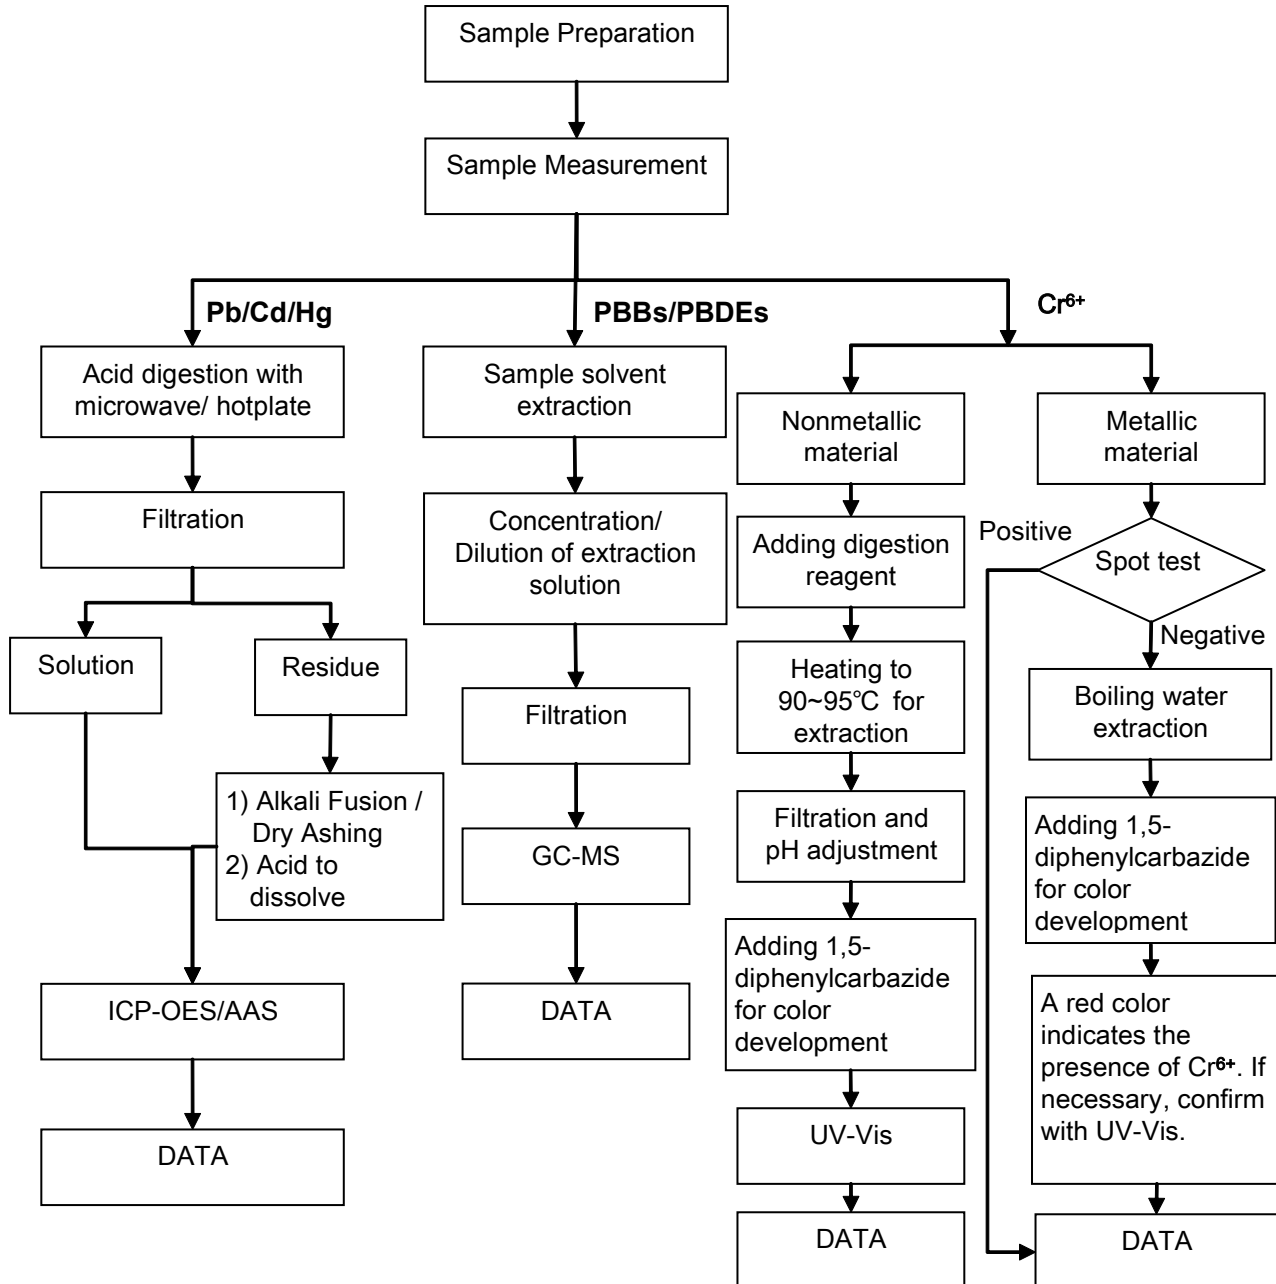 Sample Preparation
Sample Measurement
Pb/Cd/Hg
Acid digestion with
microwave/ hotplate
Filtration
Solution
Residue
1) Alkali Fusion /
Dry Ashing
2) Acid to
dissolve
ICP-OES/AAS
DATA
PBBs/PBDEs
Sample solvent
extraction
Concentration/
Dilution of extraction
solution
Filtration
GC-MS
DATA
Cr⁶⁺
Nonmetallic
material
Adding digestion
reagent
Heating to
90~95℃ for
extraction
Filtration and
pH adjustment
Adding 1,5-
diphenylcarbazide
for color
development
UV-Vis
DATA
Metallic
material
Spot test
Positive
Negative
Boiling water
extraction
Adding 1,5-
diphenylcarbazide
for color
development
A red color
indicates the
presence of Cr⁶⁺. If
necessary, confirm
with UV-Vis.
DATA